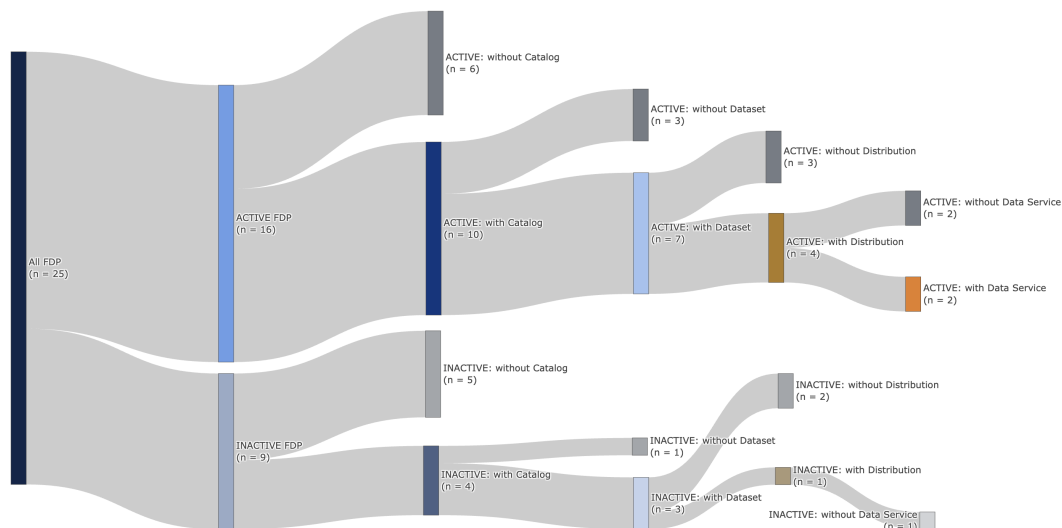 ACTIVE: without Catalog
(n = 6)
ACTIVE: without Dataset
(n = 3)
ACTIVE: without Distribution
(n = 3)
ACTIVE: without Data Service
(n = 2)
ACTIVE FDP
(n = 16)
ACTIVE: with Catalog
(n = 10)
ACTIVE: with Dataset
(n = 7)
ACTIVE: with Distribution
(n = 4)
All FDP
(n = 25)
ACTIVE: with Data Service
(n = 2)
INACTIVE: without Catalog
(n = 5)
INACTIVE: without Distribution
(n = 2)
INACTIVE FDP
(n = 9)
INACTIVE: without Dataset
(n = 1)
INACTIVE: with Catalog
(n = 4)
INACTIVE: with Distribution
(n = 1)
INACTIVE: with Dataset
(n = 3)
INACTIVE: without Data Service
(n = 1)